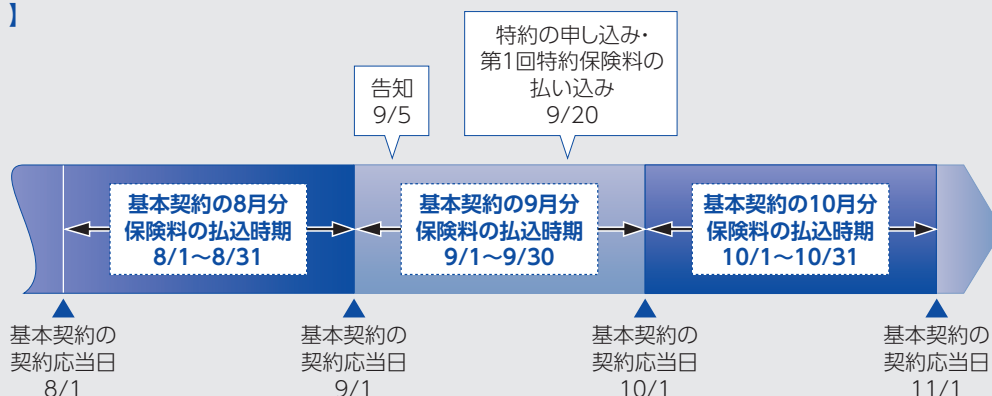 】
特約の申し込み・
第1回特約保険料の
払い込み
9/20
告知
9/5
基本契約の8月分
保険料の払込時期
8/1～8/31
基本契約の9月分
保険料の払込時期
9/1～9/30
基本契約の10月分
保険料の払込時期
10/1～10/31
基本契約の
契約応当日
8/1
基本契約の
契約応当日
9/1
基本契約の
契約応当日
10/1
基本契約の
契約応当日
11/1